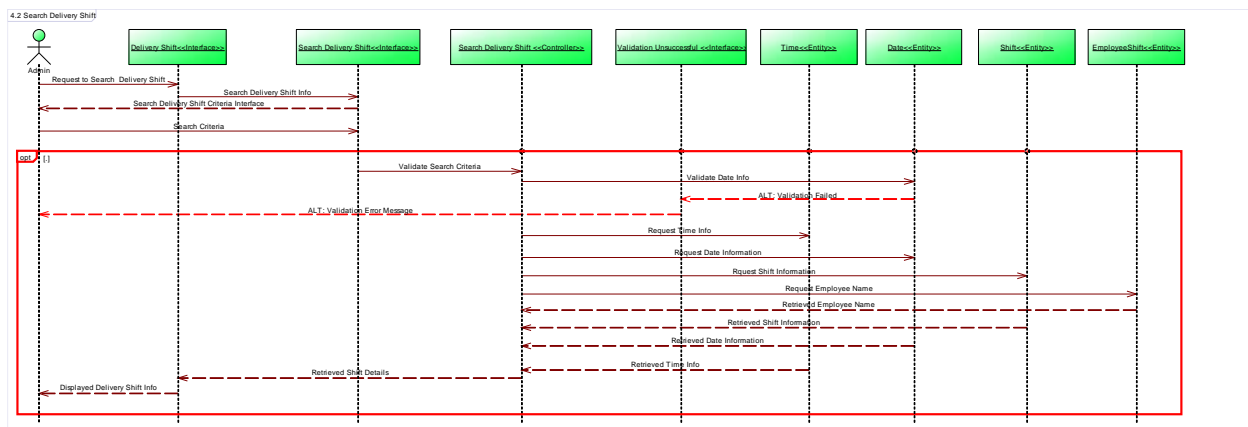 4.2 Search Delivery Shift
Delivery Shift<<Interface>>
Search Delivery Shift<<Interface>>
Search Delivery Shift <<Controller>>
Validation Unsuccessful <<Interface>>
Time<<Entity>>
Date<<Entity>>
Shift<<Entity>>
EmployeeShift<<Entity>>
Admin
Request to Search Delivery Shift
Search Delivery Shift Info
Search Delivery Shift Criteria Interface
Search Criteria
opt
[.]
Validate Search Criteria
Validate Date Info
ALT: Validation Failed
ALT: Validation Error Message
Request Time Info
Request Date Information
Rquest Shift Information
Request Employee Name
Retrieved Employee Name
Retrieved Shift Information
Retrieved Date Information
Retrieved Time Info
Retrieved Shift Details
Displayed Delivery Shift Info